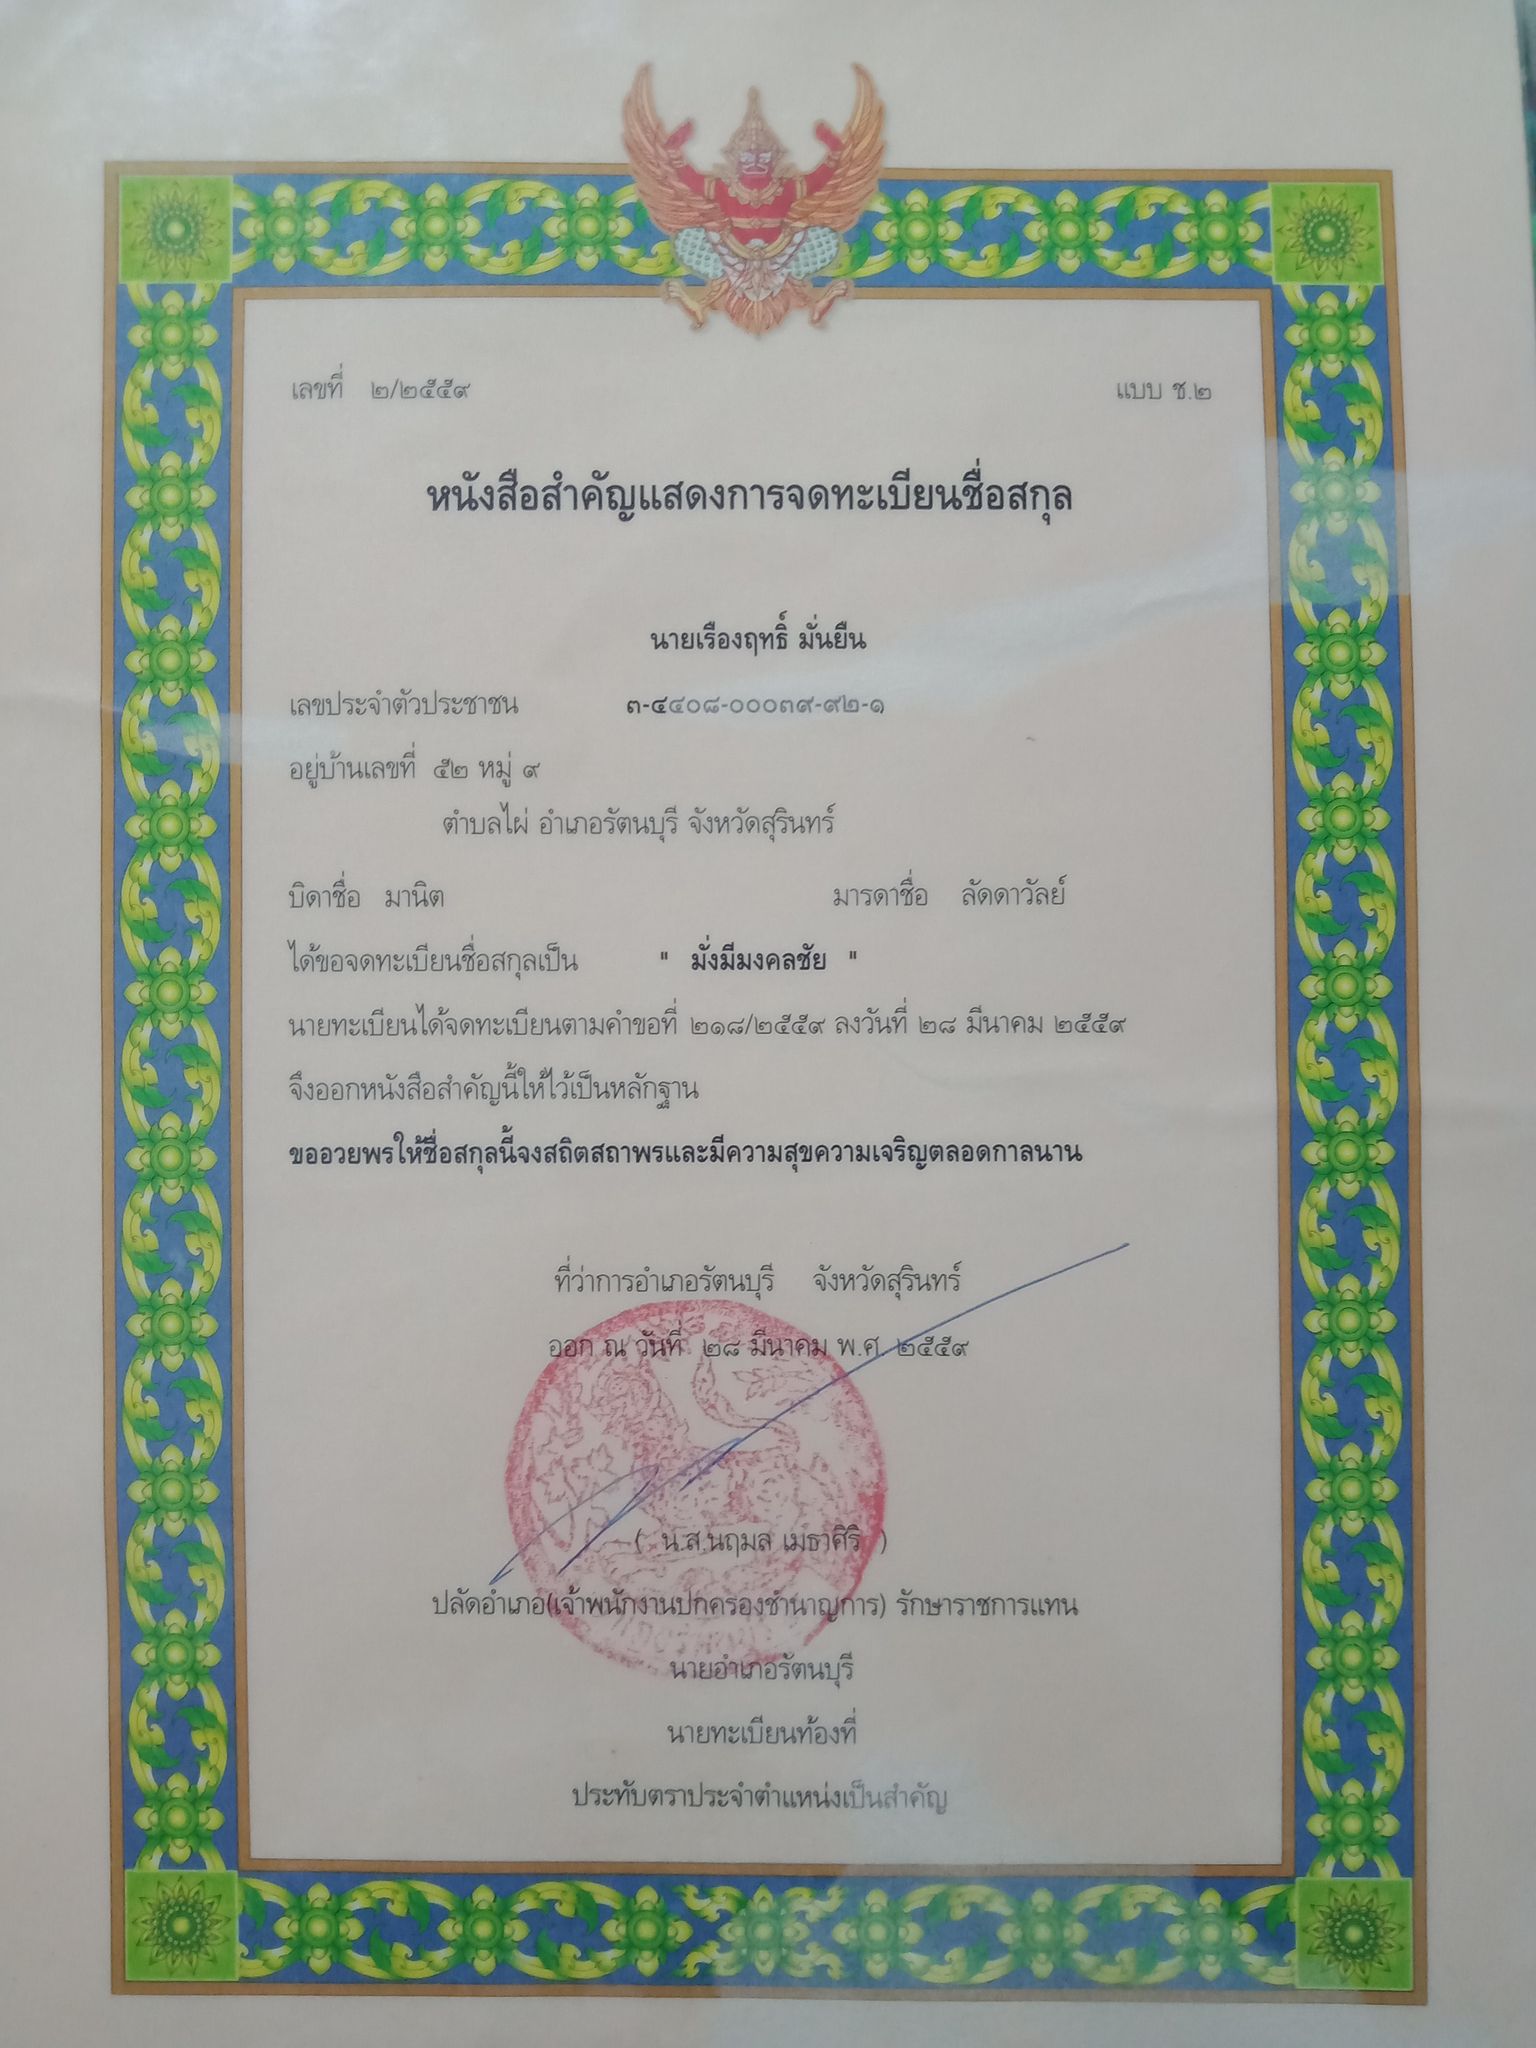 เลขที่ ๒/๒๕๕๙
แบบ ช.๒
หนังสือสำคัญแสดงการจดทะเบียนชื่อสกุล
นายเรืองฤทธิ์ มั่นยืน
เลขประจำตัวประชาชน ๓-๔๔๐๘-๐๐๐๓๙-๙๒-๑
อยู่บ้านเลขที่ ๕๒ หมู่ ๙
ตำบลไผ่ อำเภอรัตนบุรี จังหวัดสุรินทร์
บิดาชื่อ มานิต มารดาชื่อ ลัดดาวัลย์
ได้ขอจดทะเบียนชื่อสกุลเป็น " มั่งมีมงคลชัย "
นายทะเบียนได้จดทะเบียนตามคำขอที่ ๒๑๘/๒๕๕๙ ลงวันที่ ๒๘ มีนาคม ๒๕๕๙
จึงออกหนังสือสำคัญนี้ให้ไว้เป็นหลักฐาน
ขออวยพรให้ชื่อสกุลนี้จงสถิตสถาพรและมีความสุขความเจริญตลอดกาลนาน
ที่ว่าการอำเภอรัตนบุรี จังหวัดสุรินทร์
ออก ณ วันที่ ๒๘ มีนาคม พ.ศ. ๒๕๕๙
( น.ส.นฤมล เมธาศิริ )
ปลัดอำเภอ(เจ้าพนักงานปกครองชำนาญการ) รักษาราชการแทน
นายอำเภอรัตนบุรี
นายทะเบียนท้องที่
ประทับตราประจำตำแหน่งเป็นสำคัญ